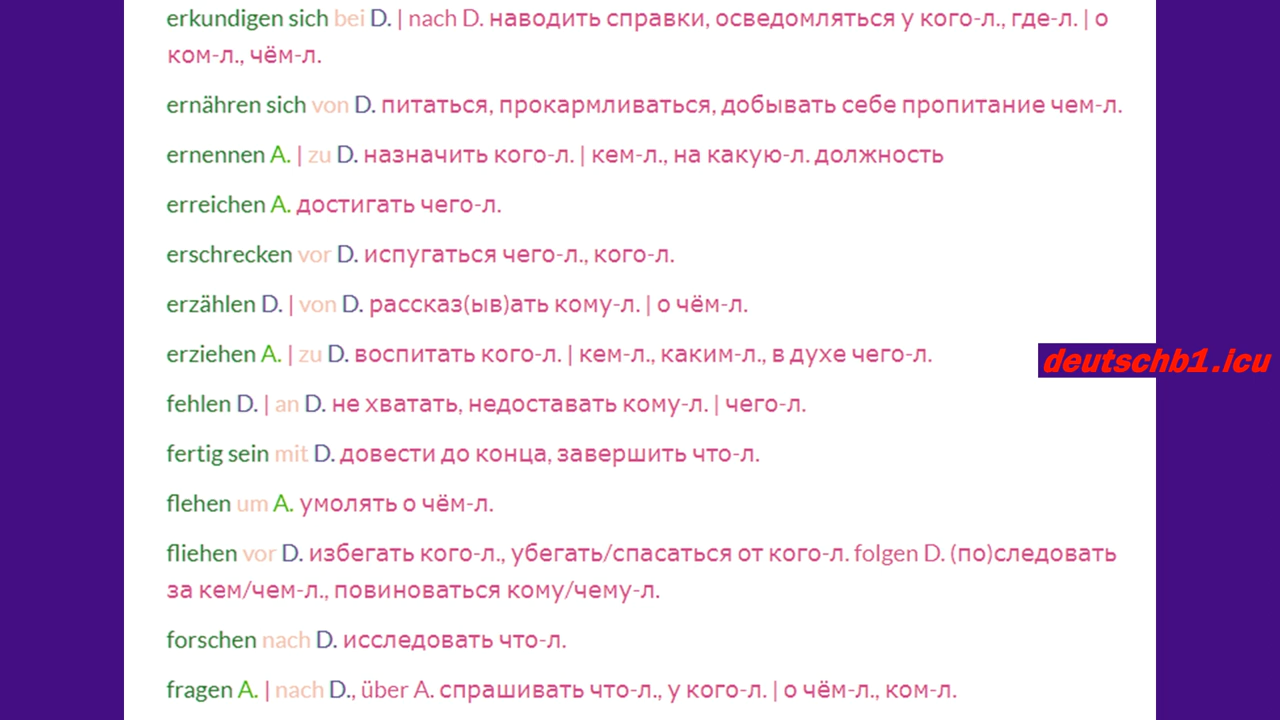 erkundigen sich bei D. | nach D. наводить справки, осведомляться у кого-л., где-л. | о
ком-л., чём-л.
ernähren sich von D. питаться, прокармливаться, добывать себе пропитание чем-л.
ernennen A. | zu D. назначить кого-л. | кем-л., на какую-л. должность
erreichen A. достигать чего-л.
erschrecken vor D. испугаться чего-л., кого-л.
erzählen D. | von D. рассказ(ыв)ать кому-л. | о чём-л.
erziehen A. | zu D. воспитать кого-л. | кем-л., каким-л., в духе чего-л.
deutschb1.icu
fehlen D. | an D. не хватать, недоставать кому-л. | чего-л.
fertig sein mit D. довести до конца, завершить что-л.
flehen um A. умолять о чём-л.
fliehen vor D. избегать кого-л., убегать/спасаться от кого-л. folgen D. (по)следовать
за кем/чем-л., повиноваться кому/чему-л.
forschen nach D. исследовать что-л.
fragen A. | nach D., über A. спрашивать что-л., у кого-л. | о чём-л., ком-л.